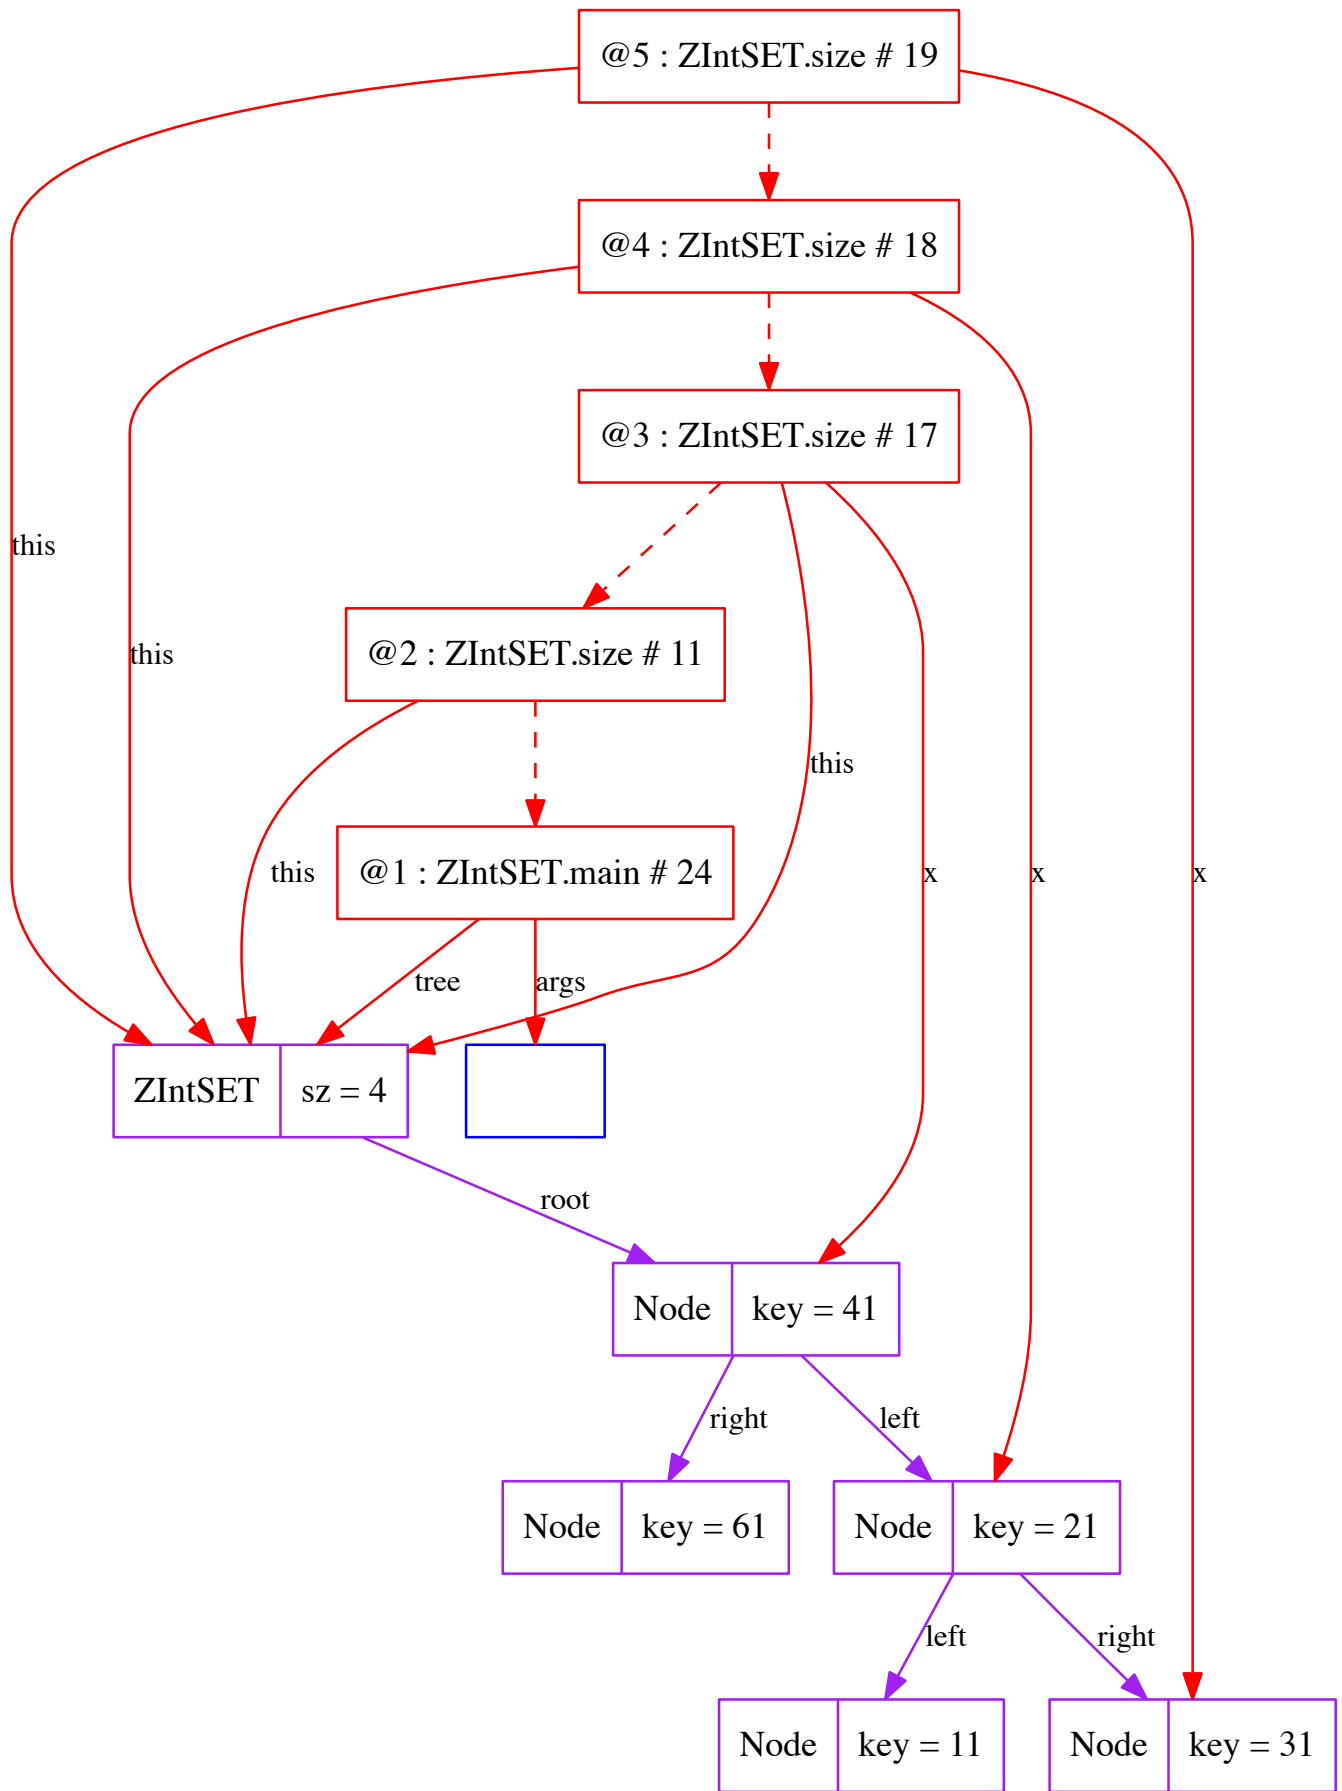 @5 : ZIntSET.size # 19
@4 : ZIntSET.size # 18
@3 : ZIntSET.size # 17
this
@2 : ZIntSET.size # 11
this
this
this
@1 : ZIntSET.main # 24
x
x
x
tree
args
ZIntSET
sz = 4
root
Node
key = 41
right
left
Node
key = 61
Node
key = 21
left
right
Node
key = 11
Node
key = 31